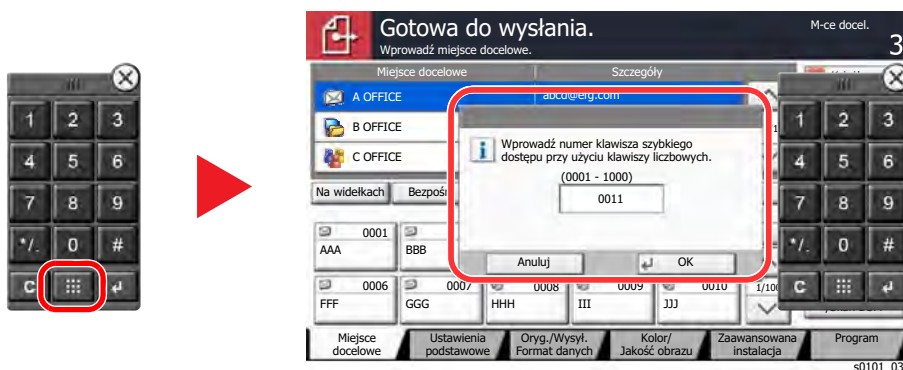 1 2 3
4 5 6
7 8 9
*/. 0 #
C
Gotowa do wysłania.
Wprowadź miejsce docelowe.
M-ce docel.
3
Miejsce docelowe
Szczegóły
A OFFICE
abcd@efg.com
B OFFICE
C OFFICE
Wprowadź numer klawisza szybkiego
dostępu przy użyciu klawiszy liczbowych.
(0001 - 1000)
0011
Anuluj
OK
Na widełkach
0001
AAA
BBB
0006
0007
0008
0009
0010
1/100
FFF
GGG
HHH
III
JJJ
1 2 3
4 5 6
7 8 9
*/. 0 #
C
Miejsce
docelowe
Ustawienia
podstawowe
Oryg./Wysył.
Format danych
Kolor/
Jakość obrazu
Zaawansowana
instalacja
Program
s0101_03